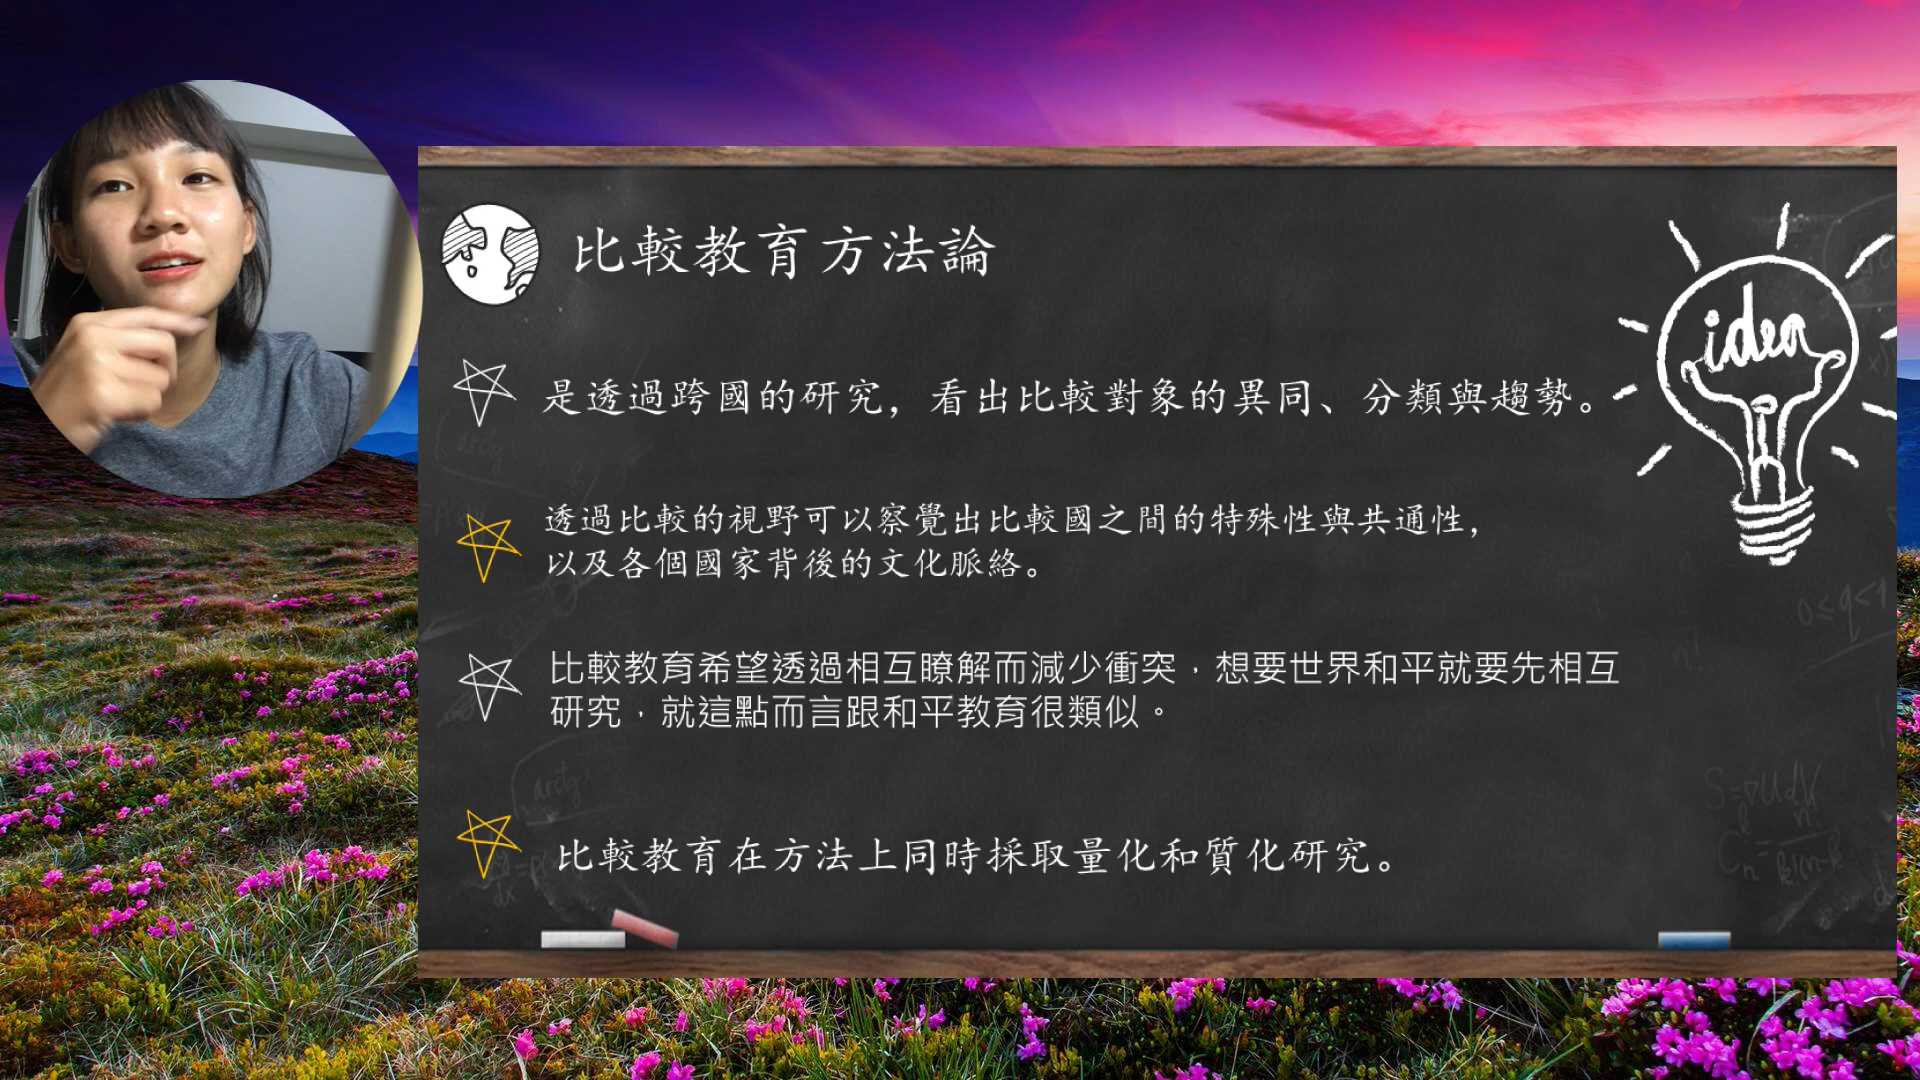 比較教育方法論
idea
是透過跨國的研究，看出比較對象的異同、分類與趨勢。
透過比較的視野可以察覺出比較國之間的特殊性與共通性，
以及各個國家背後的文化脈絡。
比較教育希望透過相互瞭解而減少衝突，想要世界和平就要先相互
研究，就這點而言跟和平教育很類似。
比較教育在方法上同時採取量化和質化研究。